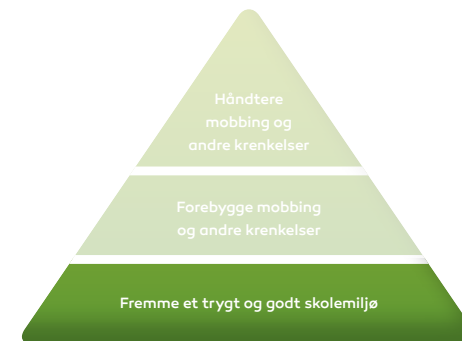 Håndtere
mobbing og
andre krenkelser
Forebygge mobbing
og andre krenkelser
Fremme et trygt og godt skolemiljø